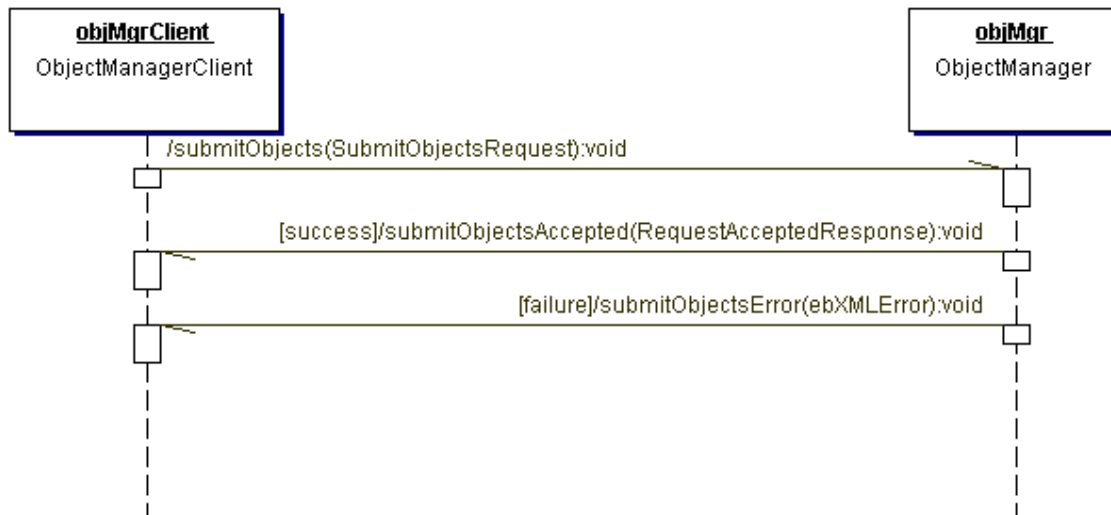 objMgrClient
ObjectManagerClient
objMgr
ObjectManager
/submitObjects(SubmitObjectsRequest):void
[success]/submitObjectsAccepted(RequestAcceptedResponse):void
[failure]/submitObjectsError(ebXMLError):void